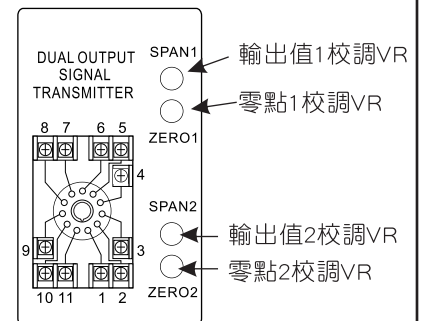 DUAL OUTPUT
SIGNAL
TRANSMITTER
SPAN1
輸出值1校調VR
零點1校調VR
ZERO1
8 7 6 5
4
SPAN2
輸出值2校調VR
9 3
零點2校調VR
ZERO2
10 11 1 2